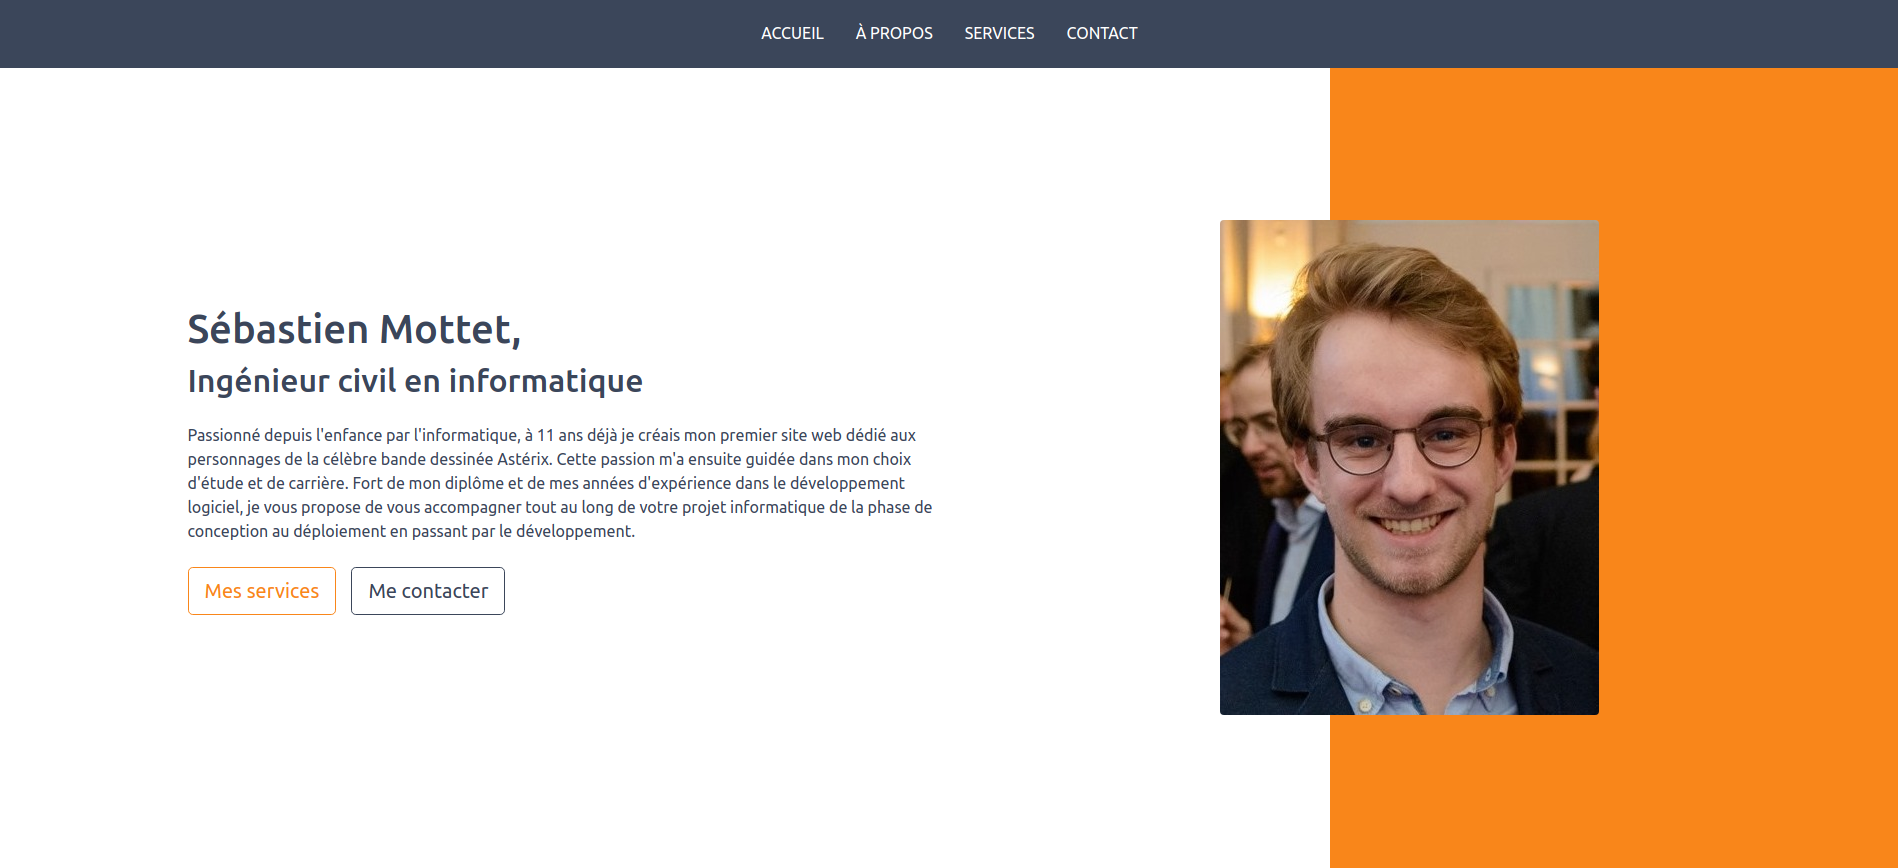 ACCUEIL À PROPOS SERVICES CONTACT
Sébastien Mottet,
Ingénieur civil en informatique
Passionné depuis l'enfance par l'informatique, à 11 ans déjà je créais mon premier site web dédié aux
personnages de la célèbre bande dessinée Astérix. Cette passion m'a ensuite guidée dans mon choix
d'étude et de carrière. Fort de mon diplôme et de mes années d'expérience dans le développement
logiciel, je vous propose de vous accompagner tout au long de votre projet informatique de la phase de
conception au déploiement en passant par le développement.
Mes services Me contacter